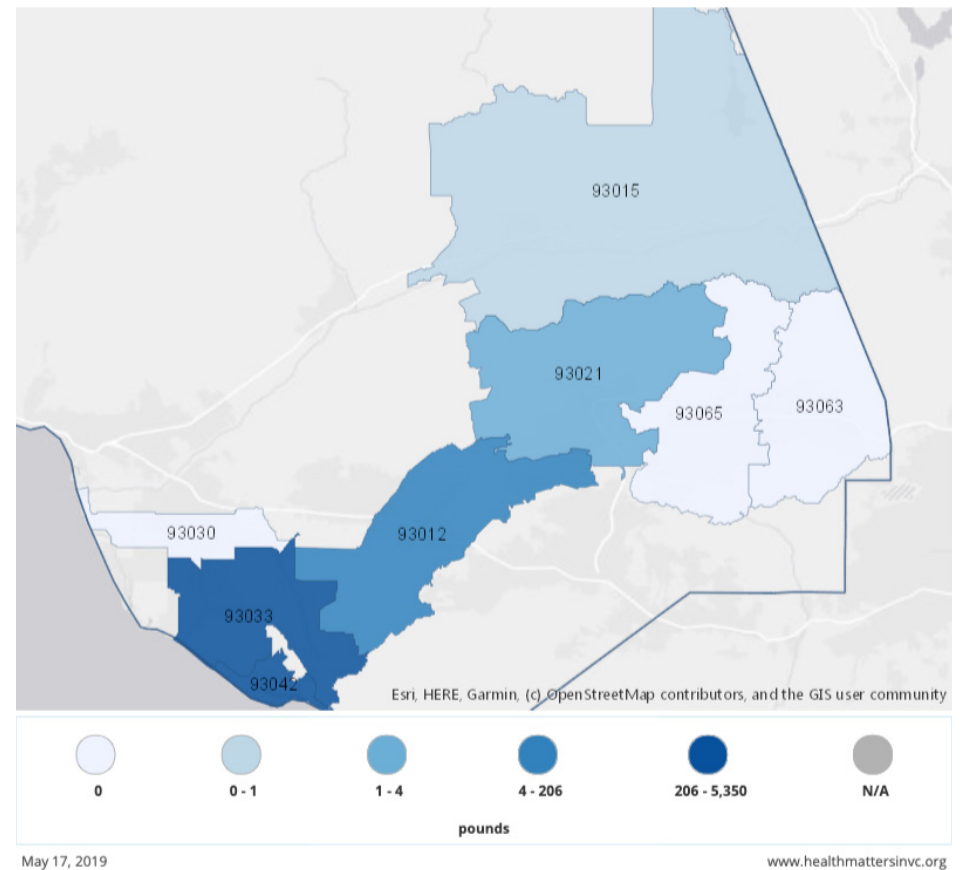 93015
93021
93065
93063
93030
93012
93033
93042
Esri, HERE, Garmin, (c) OpenStreetMap contributors, and the GIS user community
0 0 - 1 1 - 4 4 - 206 206 - 5,350 N/A
pounds
May 17, 2019 www.healthmattersinvc.org